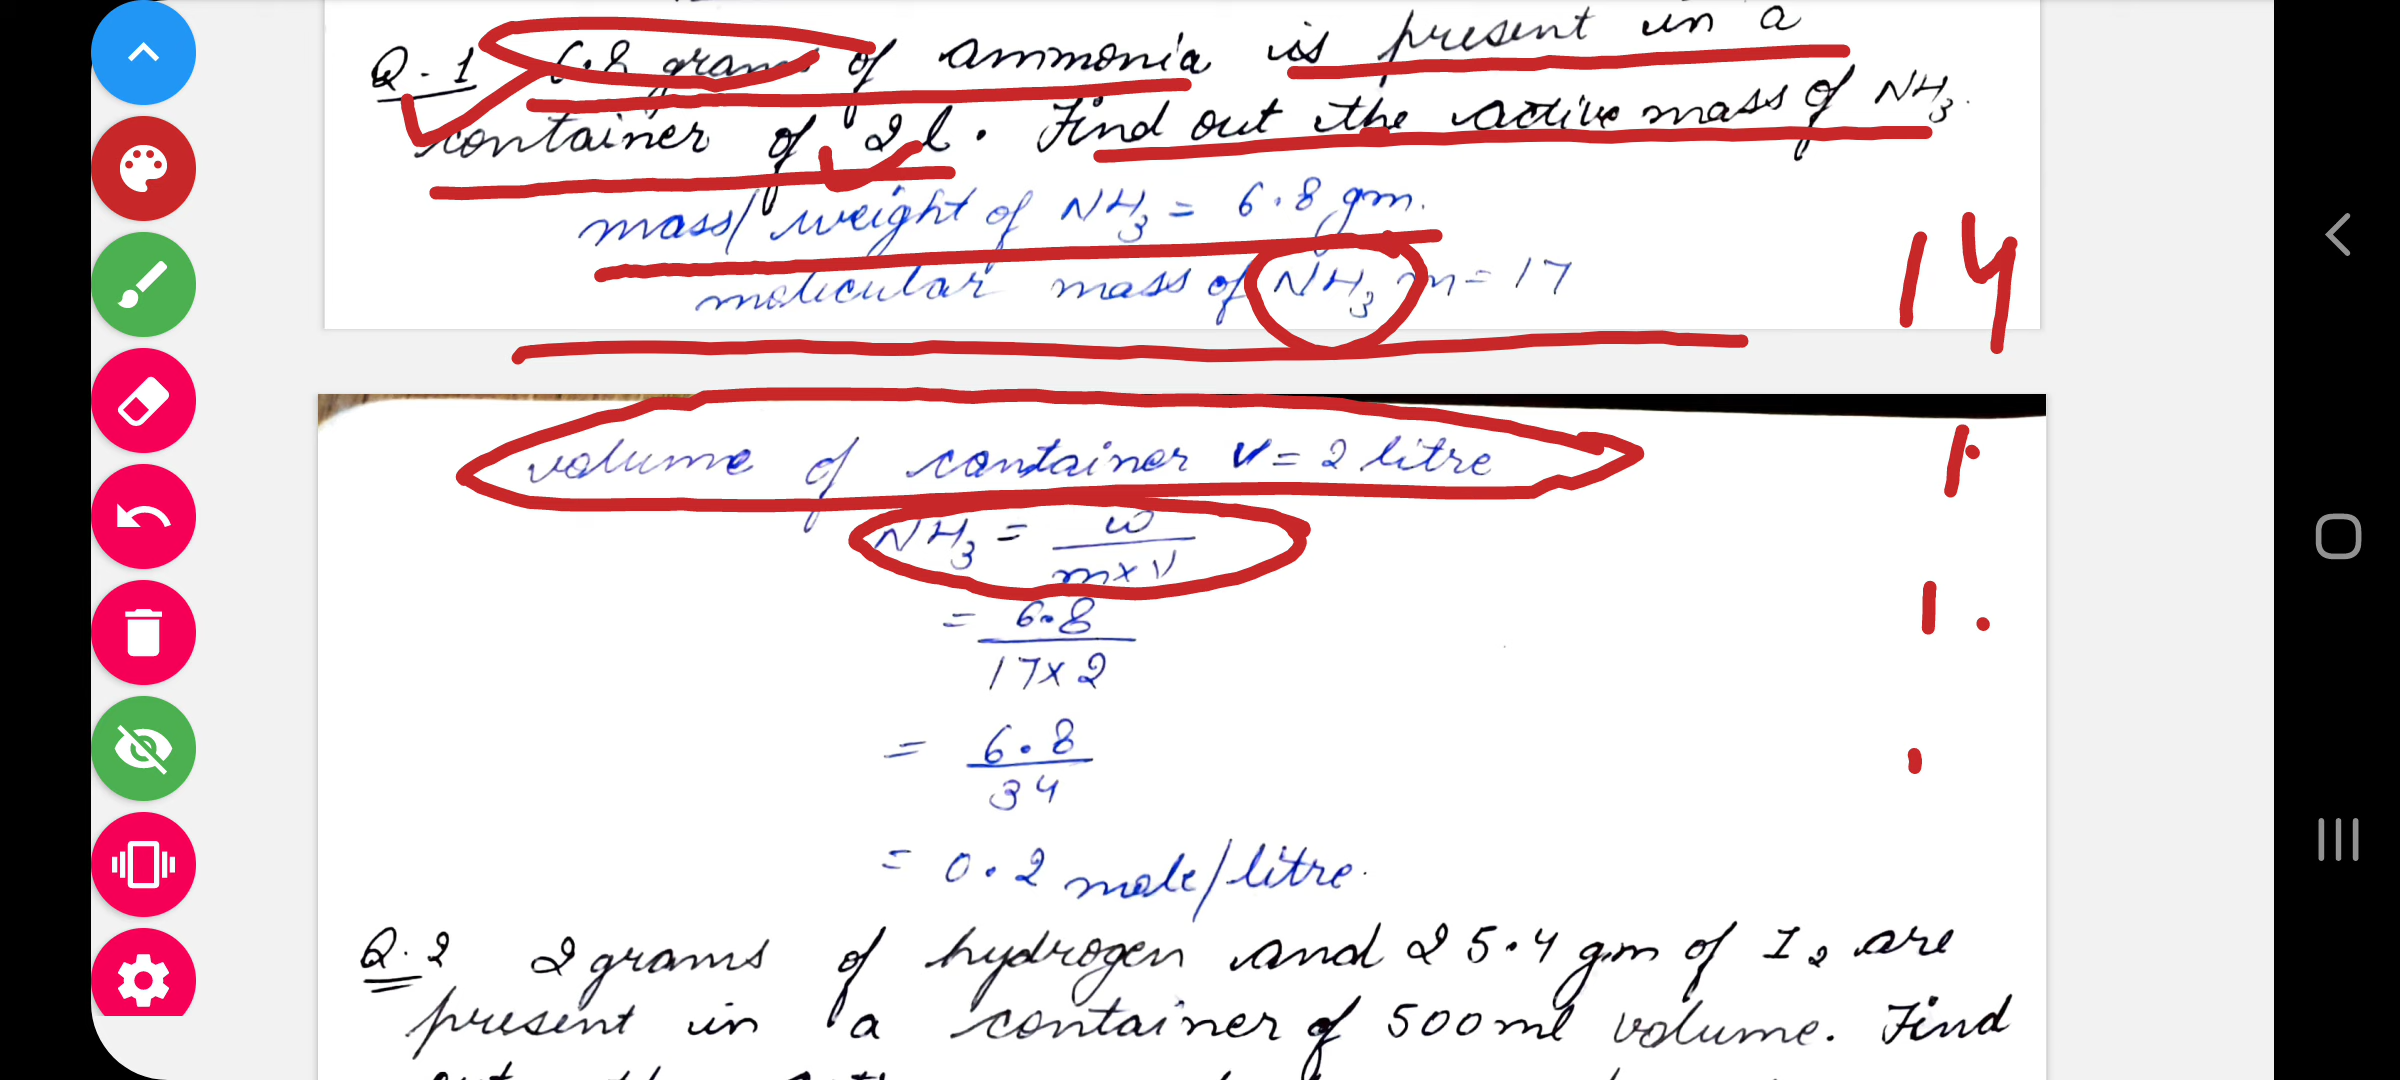 Q.1 6.8 grams of ammonia is present in a
container of 2l. Find out the active mass of NH3.
mass/weight of NH3 = 6.8 gm.
molecular mass of NH3 m = 17
14
volume of container V = 2 litre
1.
NH3 = w
m x V
= 6.8
17 x 2
1.
= 6.8
34
= 0.2 mole/litre.
Q.2 2 grams of hydrogen and 25.4 gm of I2 are
present in a container of 500 ml volume. Find